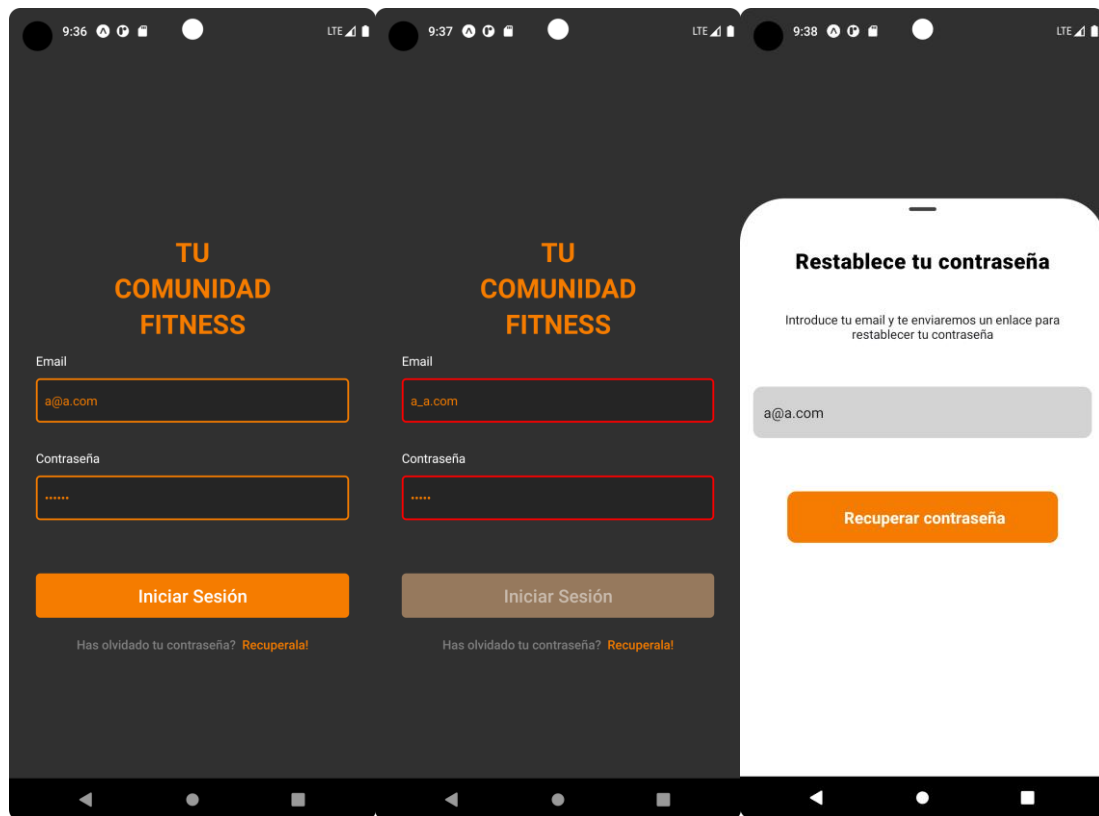 9:36
LTE
TU
COMUNIDAD
FITNESS
Email
a@a.com
Contraseña
••••••
Iniciar Sesión
Has olvidado tu contraseña? Recuperala!
9:37
LTE
TU
COMUNIDAD
FITNESS
Email
a_a.com
Contraseña
•••••
Iniciar Sesión
Has olvidado tu contraseña? Recuperala!
9:38
LTE
Restablece tu contraseña
Introduce tu email y te enviaremos un enlace para
restablecer tu contraseña
a@a.com
Recuperar contraseña